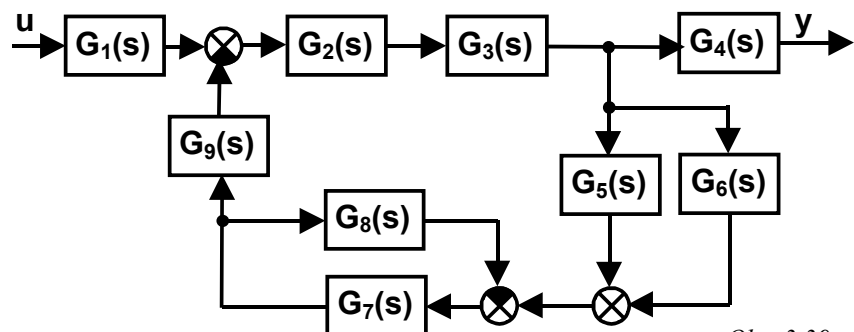 u
G₁(s)
G₂(s)
G₃(s)
G₄(s)
y
G₉(s)
G₅(s)
G₆(s)
G₈(s)
G₇(s)